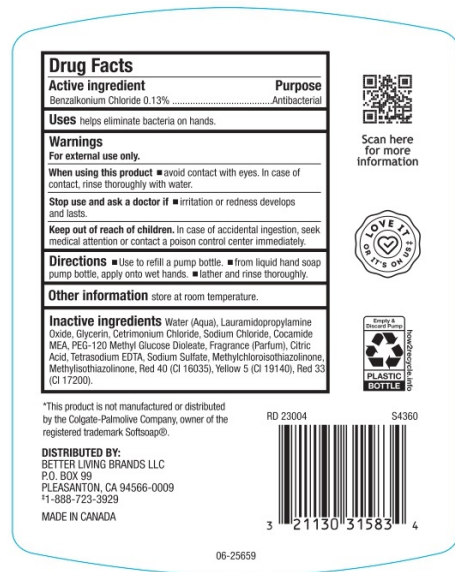 Drug Facts
Active ingredient Purpose
Benzalkonium Chloride 0.13% ....................................Antibacterial
Uses helps eliminate bacteria on hands.
Warnings
For external use only.
When using this product ■ avoid contact with eyes. In case of
contact, rinse thoroughly with water.
Stop use and ask a doctor if ■ irritation or redness develops
and lasts.
Keep out of reach of children. In case of accidental ingestion, seek
medical attention or contact a poison control center immediately.
Directions ■ Use to refill a pump bottle. ■ from liquid hand soap
pump bottle, apply onto wet hands. ■ lather and rinse thoroughly.
Other information store at room temperature.
Inactive ingredients Water (Aqua), Lauramidopropylamine
Oxide, Glycerin, Cetrimonium Chloride, Sodium Chloride, Cocamide
MEA, PEG-120 Methyl Glucose Dioleate, Fragrance (Parfum), Citric
Acid, Tetrasodium EDTA, Sodium Sulfate, Methylchloroisothiazolinone,
Methylisothiazolinone, Red 40 (CI 16035), Yellow 5 (CI 19140), Red 33
(CI 17200).
*This product is not manufactured or distributed
by the Colgate-Palmolive Company, owner of the
registered trademark Softsoap®.
DISTRIBUTED BY:
BETTER LIVING BRANDS LLC
P.O. BOX 99
PLEASANTON, CA 94566-0009
‡1-888-723-3929
MADE IN CANADA
Scan here
for more
information
LOVE IT
OR IT'S ON US‡
Empty &
Discard Pump
PLASTIC
BOTTLE
how2recycle.info
RD 23004 S4360
3 21130 31583 4
06-25659